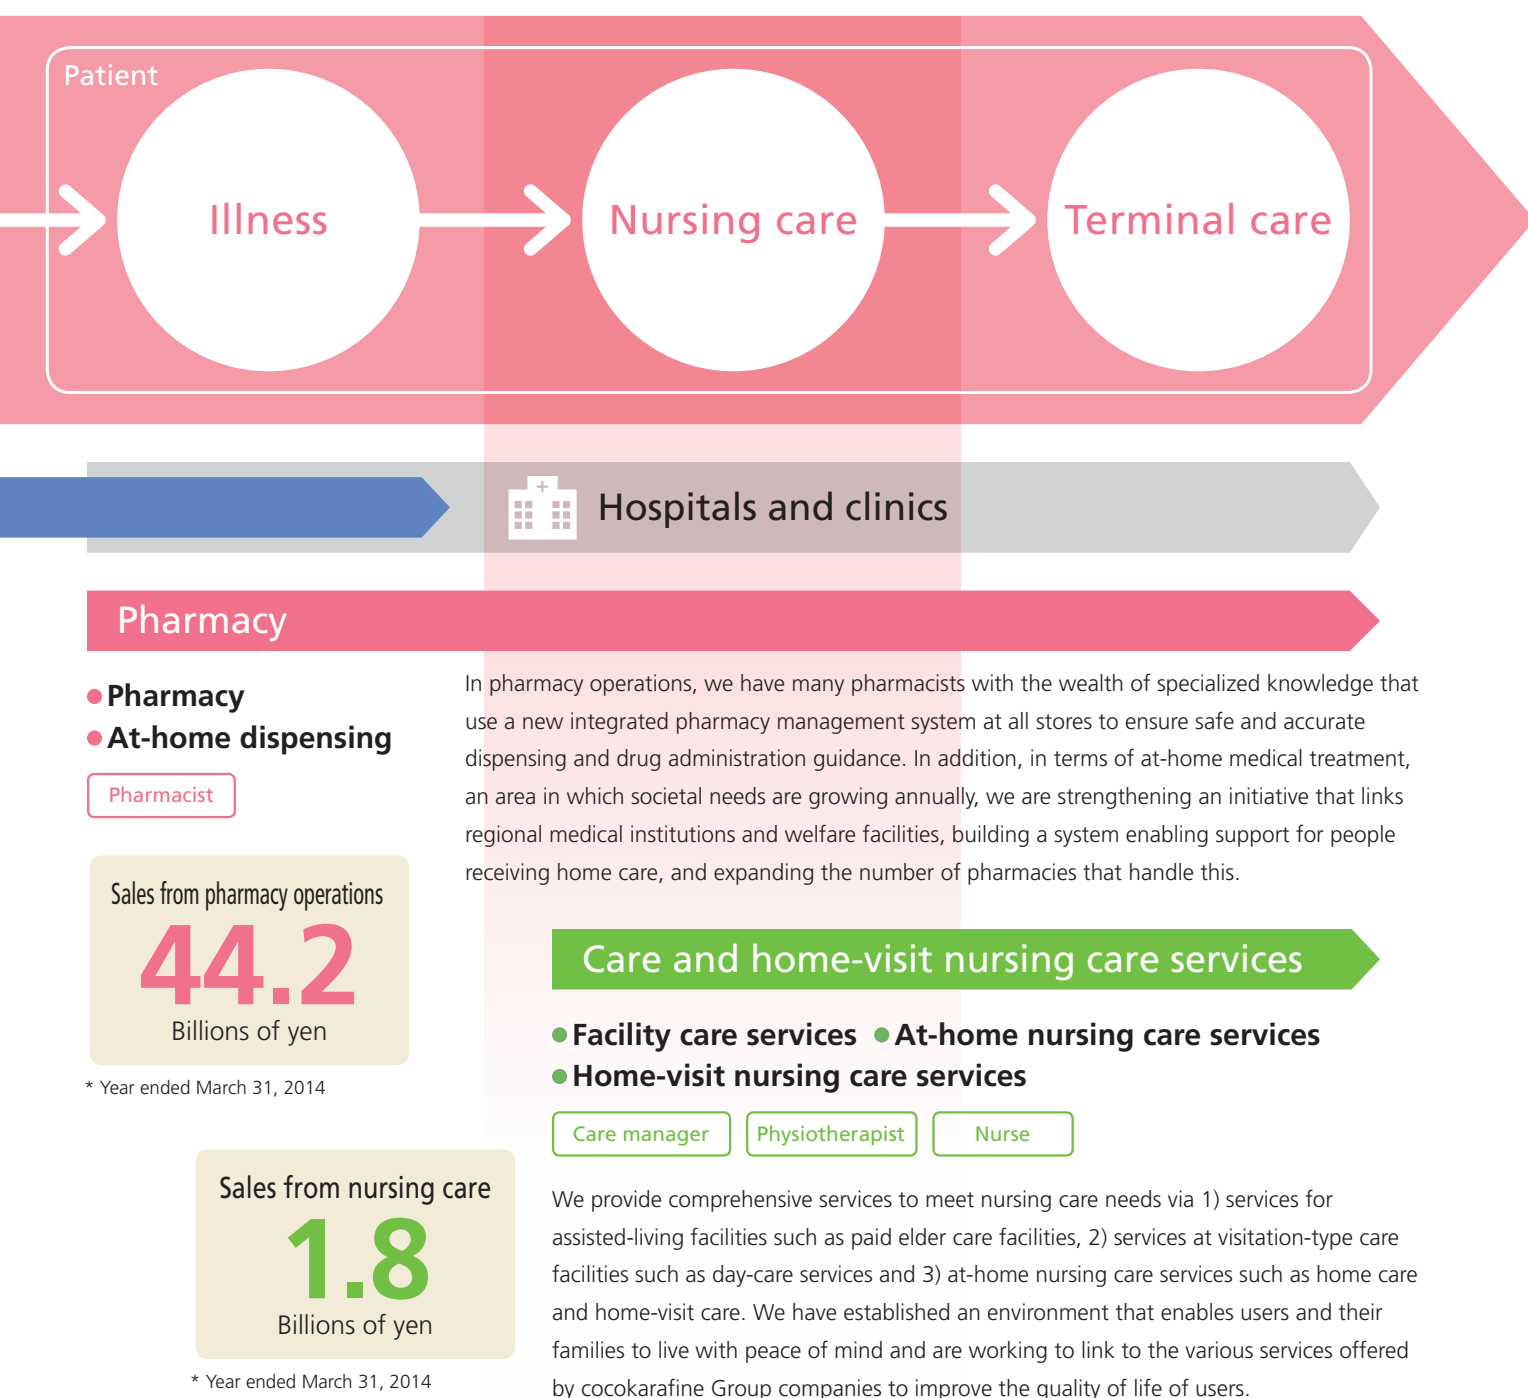 Patient
Illness
Nursing care
Terminal care
Hospitals and clinics
Pharmacy
Pharmacy
At-home dispensing
Pharmacist
In pharmacy operations, we have many pharmacists with the wealth of specialized knowledge that
use a new integrated pharmacy management system at all stores to ensure safe and accurate
dispensing and drug administration guidance. In addition, in terms of at-home medical treatment,
an area in which societal needs are growing annually, we are strengthening an initiative that links
regional medical institutions and welfare facilities, building a system enabling support for people
receiving home care, and expanding the number of pharmacies that handle this.
Sales from pharmacy operations
44.2
Billions of yen
* Year ended March 31, 2014
Care and home-visit nursing care services
Facility care services At-home nursing care services
Home-visit nursing care services
Care manager Physiotherapist Nurse
Sales from nursing care
1.8
Billions of yen
* Year ended March 31, 2014
We provide comprehensive services to meet nursing care needs via 1) services for
assisted-living facilities such as paid elder care facilities, 2) services at visitation-type care
facilities such as day-care services and 3) at-home nursing care services such as home care
and home-visit care. We have established an environment that enables users and their
families to live with peace of mind and are working to link to the various services offered
by cocokarafine Group companies to improve the quality of life of users.